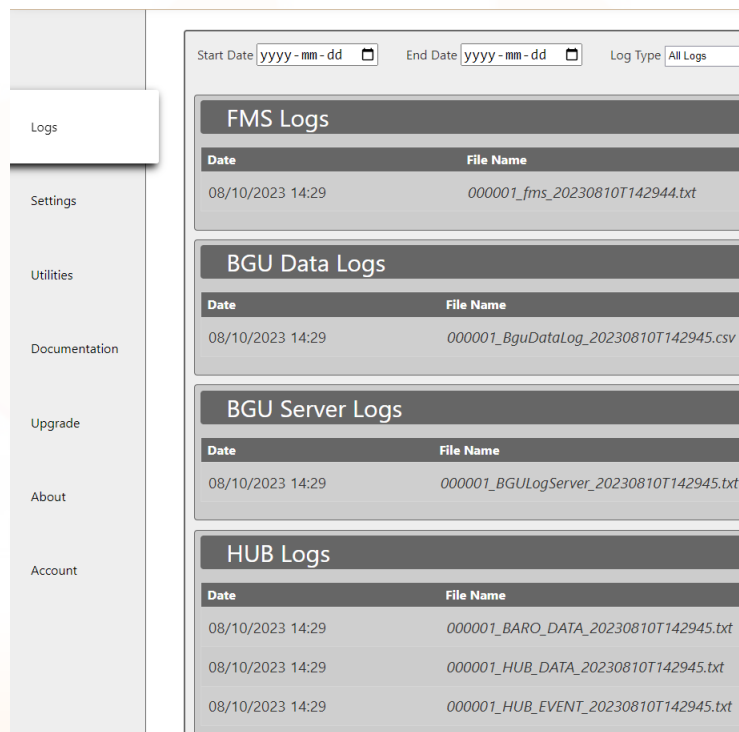 Start Date yyyy-mm-dd End Date yyyy-mm-dd Log Type All Logs
Logs
Settings
Utilities
Documentation
Upgrade
About
Account
FMS Logs
Date File Name
08/10/2023 14:29 000001_fms_20230810T142944.txt
BGU Data Logs
Date File Name
08/10/2023 14:29 000001_BguDataLog_20230810T142945.csv
BGU Server Logs
Date File Name
08/10/2023 14:29 000001_BGULogServer_20230810T142945.txt
HUB Logs
Date File Name
08/10/2023 14:29 000001_BARO_DATA_20230810T142945.txt
08/10/2023 14:29 000001_HUB_DATA_20230810T142945.txt
08/10/2023 14:29 000001_HUB_EVENT_20230810T142945.txt